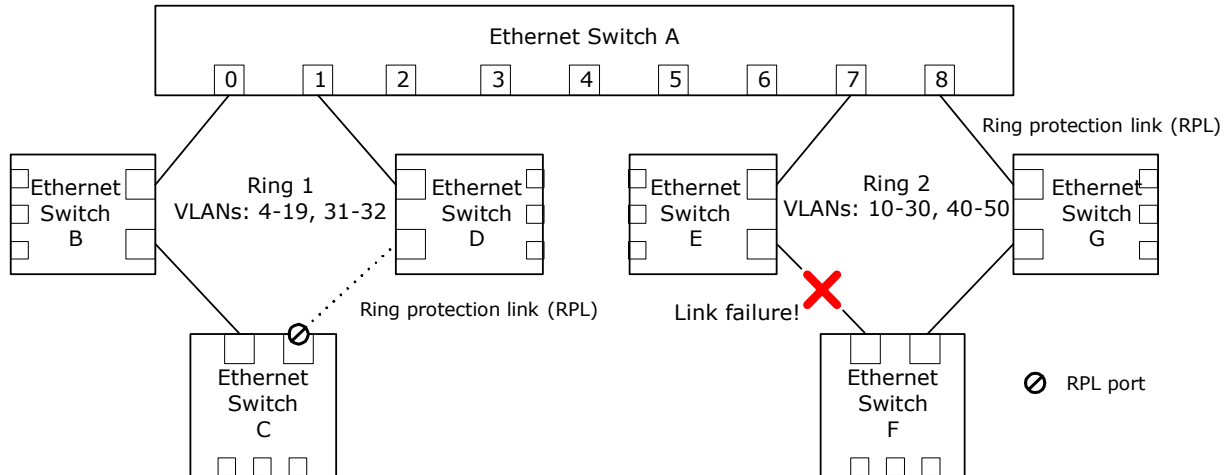 Ethernet Switch A
0 1 2 3 4 5 6 7 8
Ring protection link (RPL)
Ethernet
Switch
B
Ring 1
VLANs: 4-19, 31-32
Ethernet
Switch
D
Ethernet
Switch
E
Ring 2
VLANs: 10-30, 40-50
Ethernet
Switch
G
Ring protection link (RPL)
Link failure!
Ethernet
Switch
C
Ethernet
Switch
F
RPL port